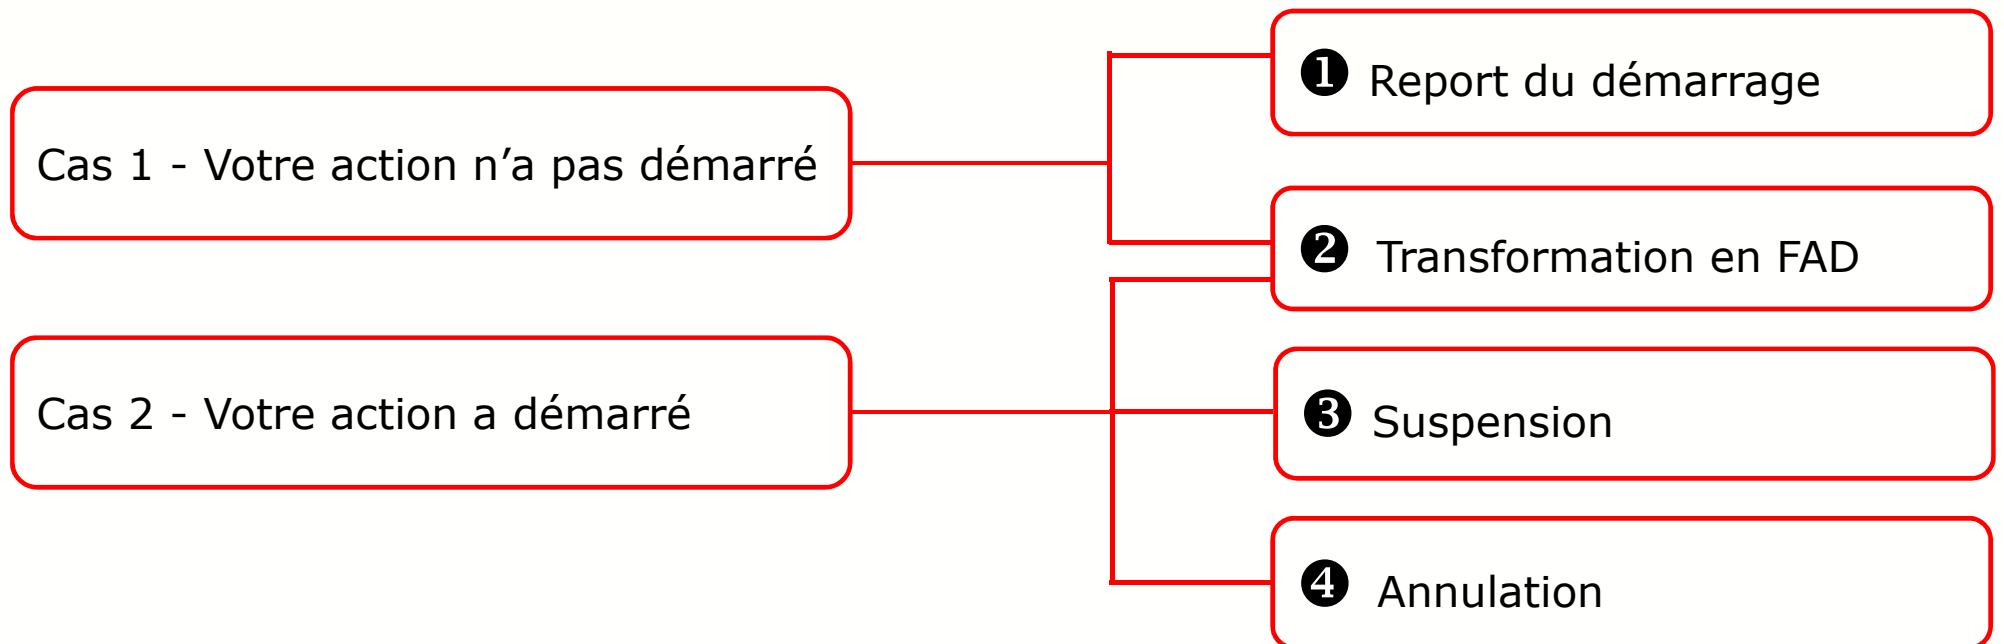 Cas 1 - Votre action n’a pas démarré
❶ Report du démarrage
❷ Transformation en FAD
Cas 2 - Votre action a démarré
❸ Suspension
❹ Annulation